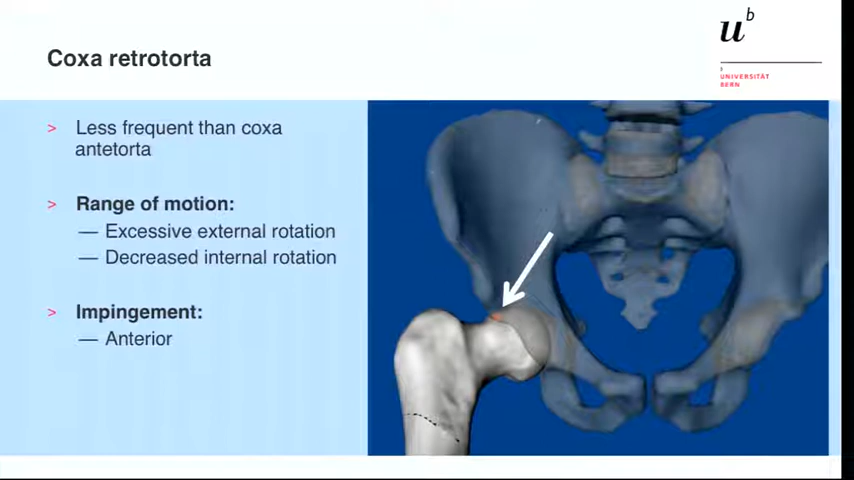 u b
Coxa retrotorta
b
UNIVERSITÄT
BERN
> Less frequent than coxa
antetorta
> Range of motion:
— Excessive external rotation
— Decreased internal rotation
> Impingement:
— Anterior